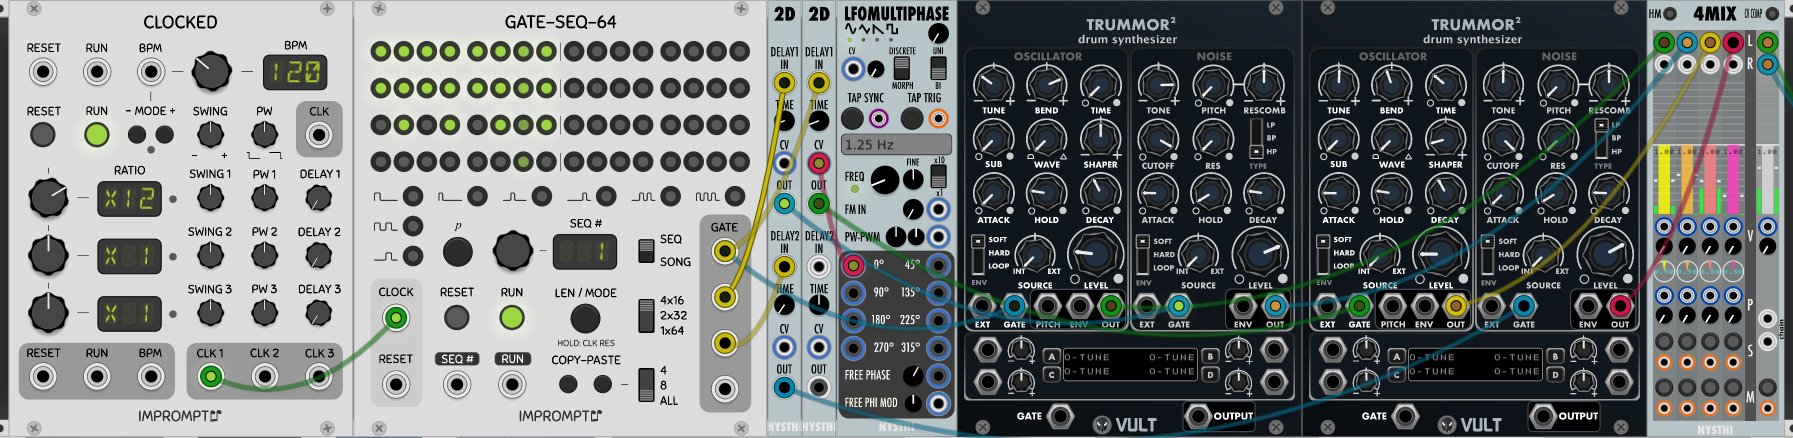 CLOCKED
RESET RUN BPM BPM
120
RESET RUN - MODE + SWING PW CLK
- +
RATIO
X12
SWING 1 PW 1 DELAY 1
X 1
SWING 2 PW 2 DELAY 2
X 1
SWING 3 PW 3 DELAY 3
RESET RUN BPM CLK 1 CLK 2 CLK 3
IMPROMPTU
GATE-SEQ-64
p SEQ # GATE
1
SEQ
SONG
CLOCK RESET RUN LEN / MODE
4x16
2x32
1x64
HOLD: CLK RES
RESET SEQ # RUN COPY-PASTE
4
8
ALL
IMPROMPTU
2D
DELAY1
IN
TIME
CV
OUT
DELAY2
IN
TIME
CV
OUT
NYSTHI
2D
DELAY1
IN
TIME
CV
OUT
DELAY2
IN
TIME
CV
OUT
NYSTHI
LFOMULTIPHASE
CV DISCRETE UNI
MORPH BI
TAP SYNC TAP TRIG
1.25 Hz
FREQ FINE x10
x1
FM IN
PW-PWM
0° 45°
90° 135°
180° 225°
270° 315°
FREE PHASE
FREE PHI MOD
NYSTHI
TRUMMOR²
drum synthesizer
OSCILLATOR NOISE
TUNE BEND TIME TONE PITCH RESCOMB
LP
BP
HP
SUB WAVE SHAPER CUTOFF RES TYPE
ATTACK HOLD DECAY ATTACK HOLD DECAY
SOFT
HARD
LOOP
INT EXT
ENV SOURCE LEVEL
SOFT
HARD
LOOP
INT EXT
ENV SOURCE LEVEL
EXT GATE PITCH ENV OUT EXT GATE ENV OUT
A 0-TUNE 0-TUNE B
C 0-TUNE 0-TUNE D
GATE VULT OUTPUT
TRUMMOR²
drum synthesizer
OSCILLATOR NOISE
TUNE BEND TIME TONE PITCH RESCOMB
LP
BP
HP
SUB WAVE SHAPER CUTOFF RES TYPE
ATTACK HOLD DECAY ATTACK HOLD DECAY
SOFT
HARD
LOOP
INT EXT
ENV SOURCE LEVEL
SOFT
HARD
LOOP
INT EXT
ENV SOURCE LEVEL
EXT GATE PITCH ENV OUT EXT GATE ENV OUT
A 0-TUNE 0-TUNE B
C 0-TUNE 0-TUNE D
GATE VULT OUTPUT
HM 4MIX CV COMP
L
R
1.00 1.00 1.00 1.00
V
P
S
M
chain
NYSTHI